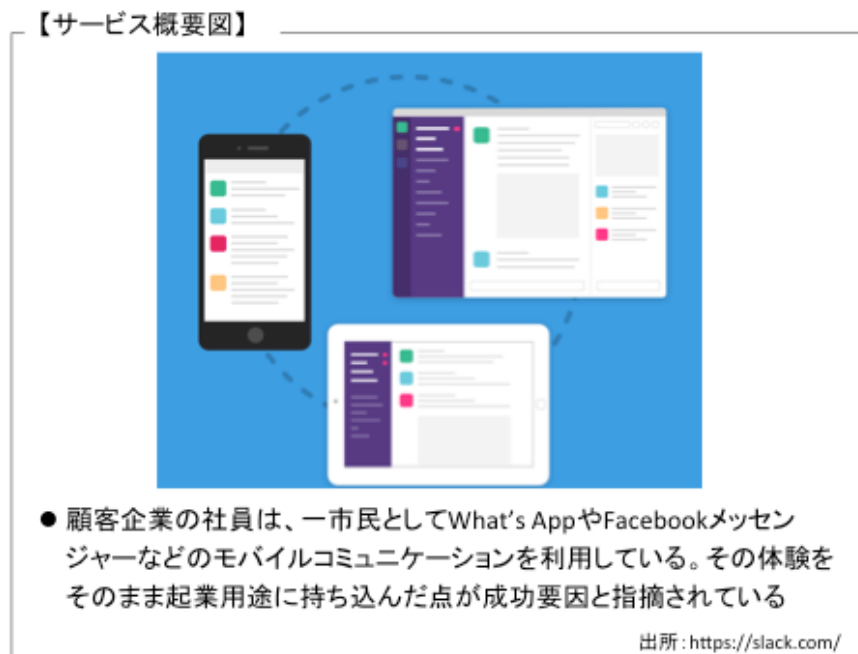 【サービス概要図】
● 顧客企業の社員は、一市民としてWhat's AppやFacebookメッセン
ジャーなどのモバイルコミュニケーションを利用している。その体験を
そのまま起業用途に持ち込んだ点が成功要因と指摘されている
出所：https://slack.com/